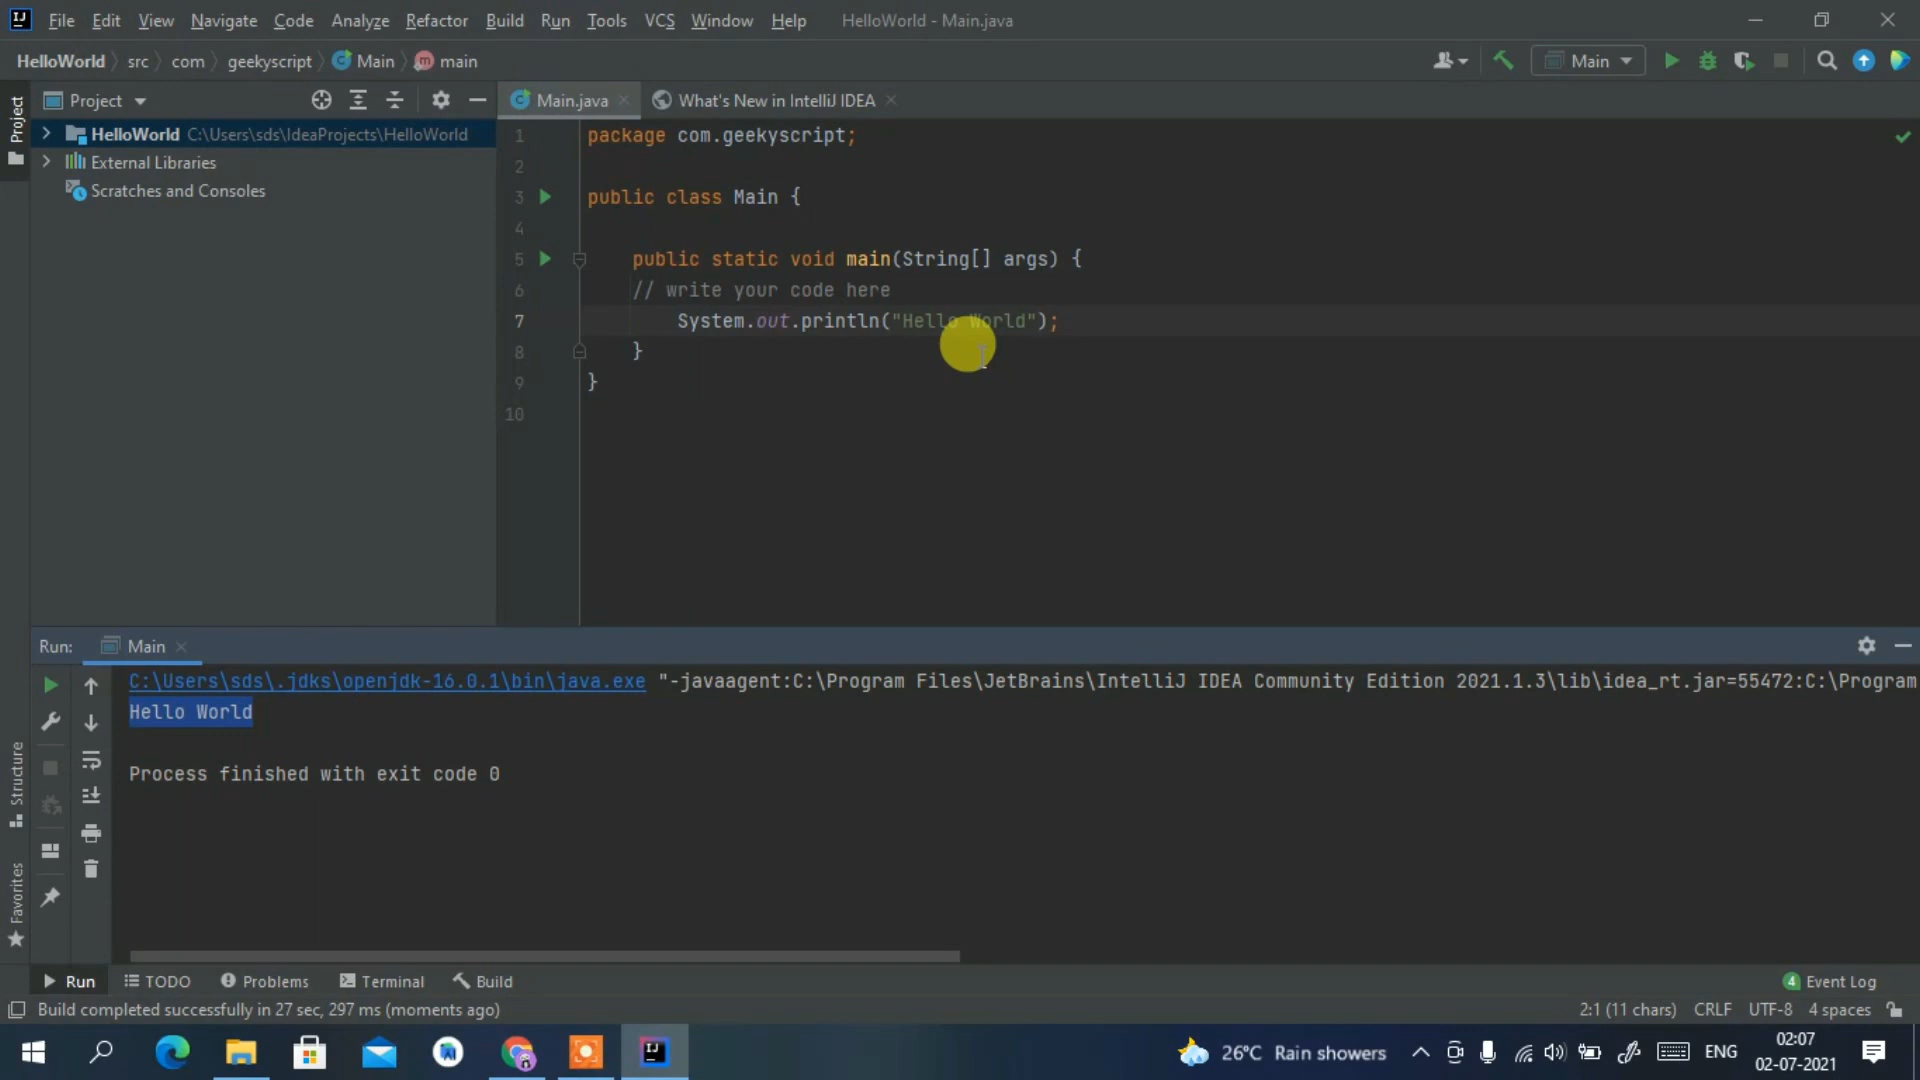 IJ File Edit View Navigate Code Analyze Refactor Build Run Tools VCS Window Help HelloWorld - Main.java
HelloWorld src com geekyscript Main m main Main
Project
Project
Main.java What's New in IntelliJ IDEA
HelloWorld C:\Users\sds\IdeaProjects\HelloWorld
External Libraries
Scratches and Consoles
1 package com.geekyscript;
2
3 public class Main {
4
5 public static void main(String[] args) {
6 // write your code here
7 System.out.println("Hello World");
8 }
9 }
10
Run: Main
C:\Users\sds\.jdks\openjdk-16.0.1\bin\java.exe "-javaagent:C:\Program Files\JetBrains\IntelliJ IDEA Community Edition 2021.1.3\lib\idea_rt.jar=55472:C:\Program
Hello World
Process finished with exit code 0
Structure
Favorites
Run TODO Problems Terminal Build 4 Event Log
Build completed successfully in 27 sec, 297 ms (moments ago) 2:1 (11 chars) CRLF UTF-8 4 spaces
IJ 26°C Rain showers ENG 02:07
02-07-2021